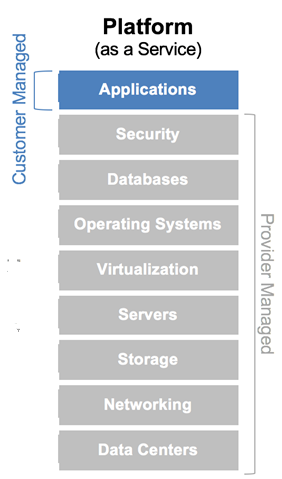 Platform
(as a Service)
Customer Managed
Applications
Security
Databases
Operating Systems
Virtualization
Servers
Storage
Networking
Data Centers
Provider Managed